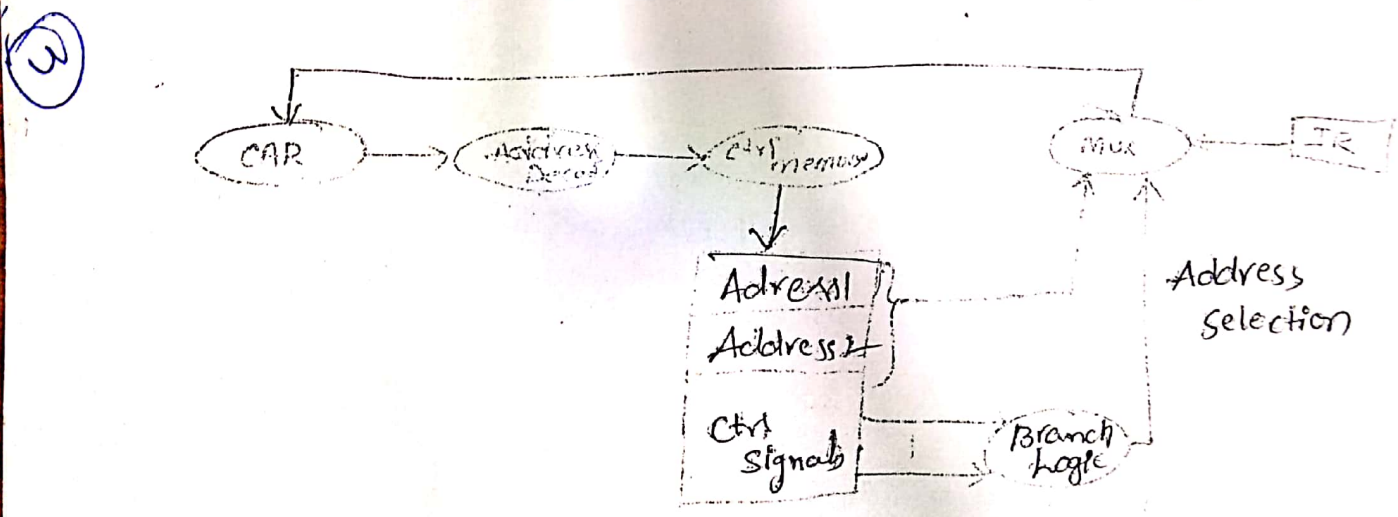 3
CAR
Address
Decod
Ctrl
memory
Mux
IR
Adress1
Address2
Ctrl
Signals
Branch
Logic
Address
Selection